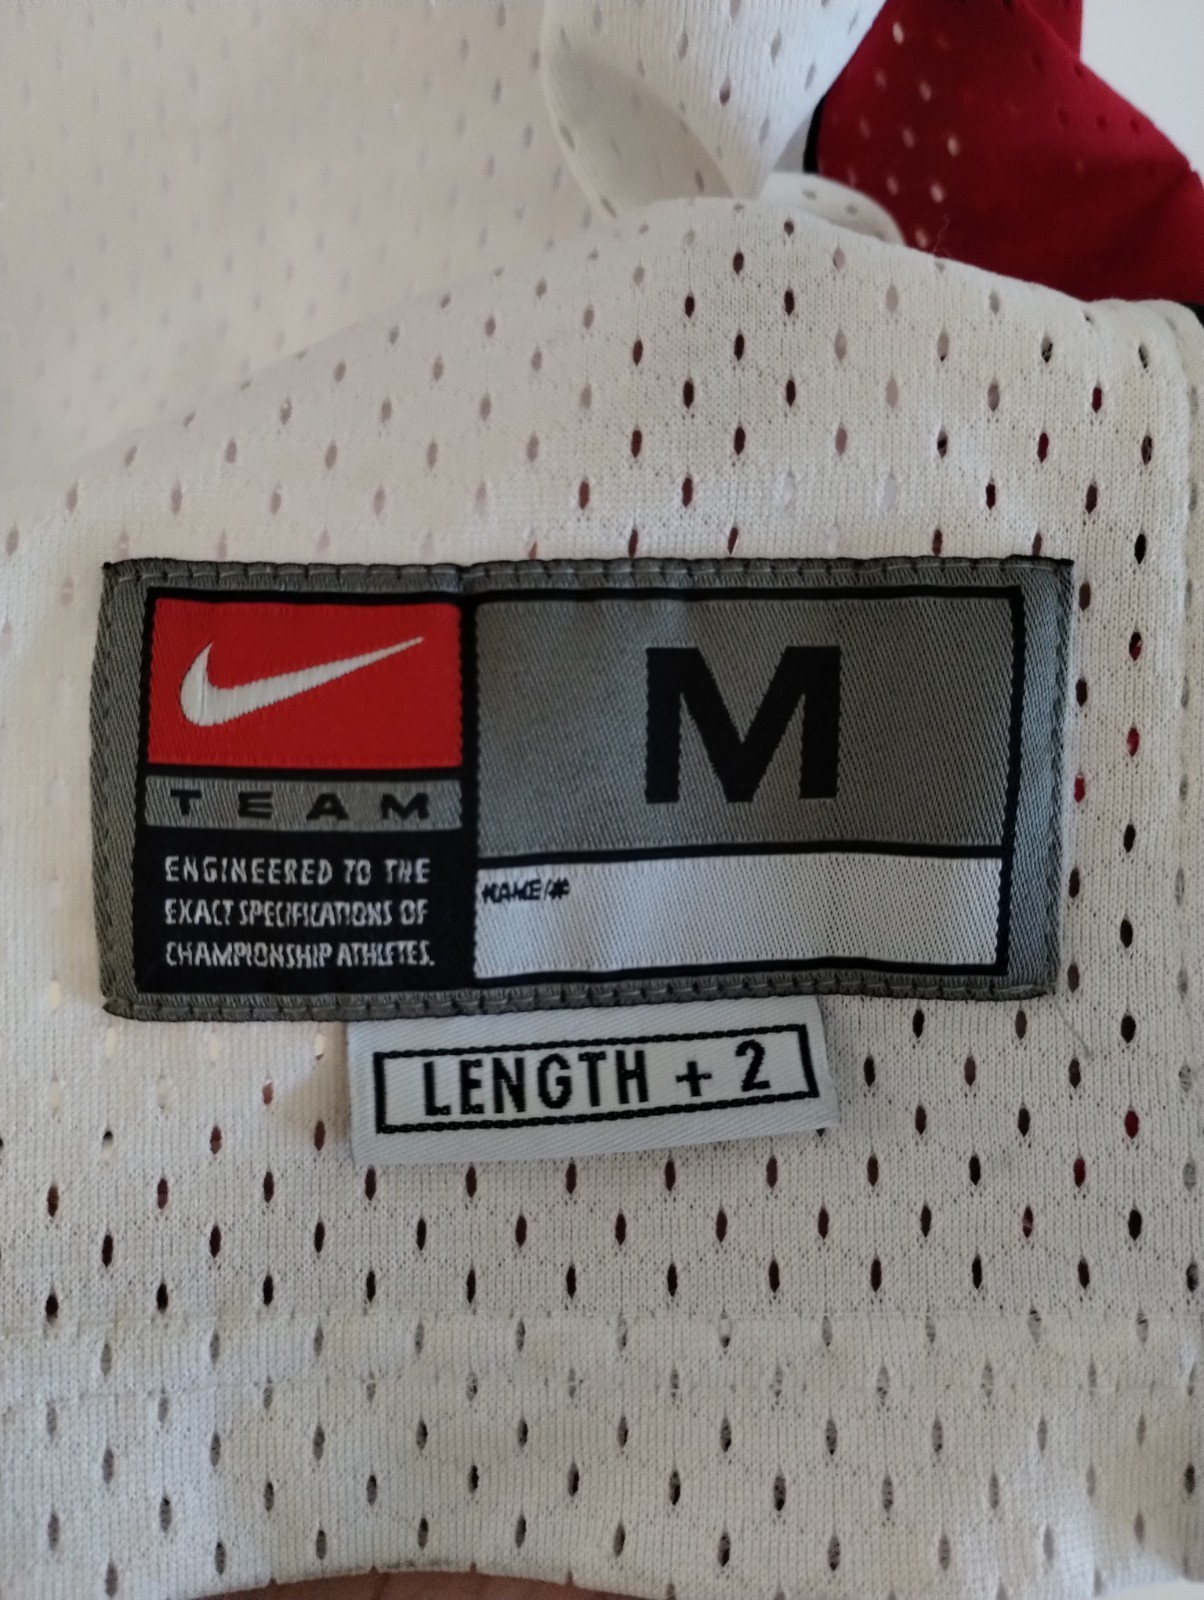 M
TEAM
ENGINEERED TO THE
EXACT SPECIFICATIONS OF
CHAMPIONSHIP ATHLETES.
NAME/#
LENGTH + 2